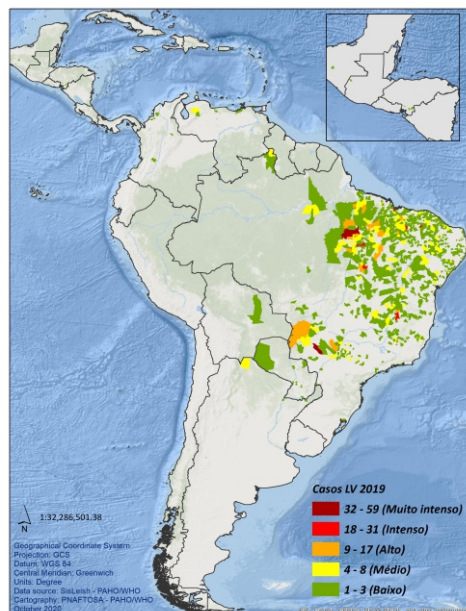 Casos LV 2019
32 - 59 (Muito intenso)
18 - 31 (Intenso)
9 - 17 (Alto)
4 - 8 (Médio)
1 - 3 (Baixo)
1:32,286,501.38
N
Geographical Coordinate System
Projection: GCS
Datum: WGS 84
Central Meridian: Greenwich
Units: Degree
Data source: SisLeish - PAHO/WHO
Cartography: PNAFTOSA - PAHO/WHO
October 2020